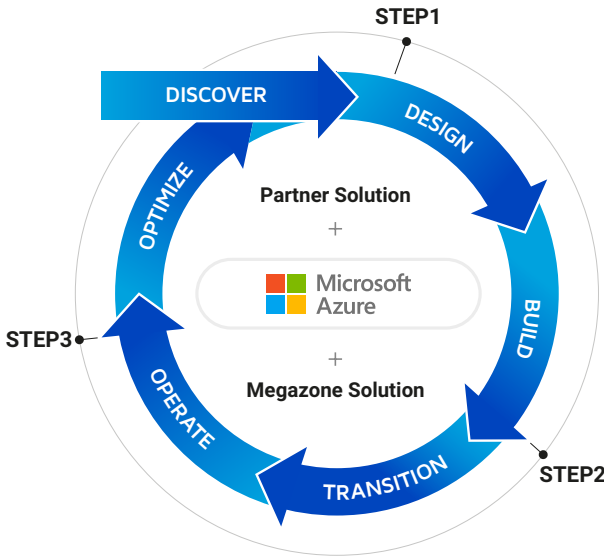 STEP1
DISCOVER
DESIGN
OPTIMIZE
Partner Solution
+
Microsoft
Azure
BUILD
STEP3
+
Megazone Solution
OPERATE
TRANSITION
STEP2